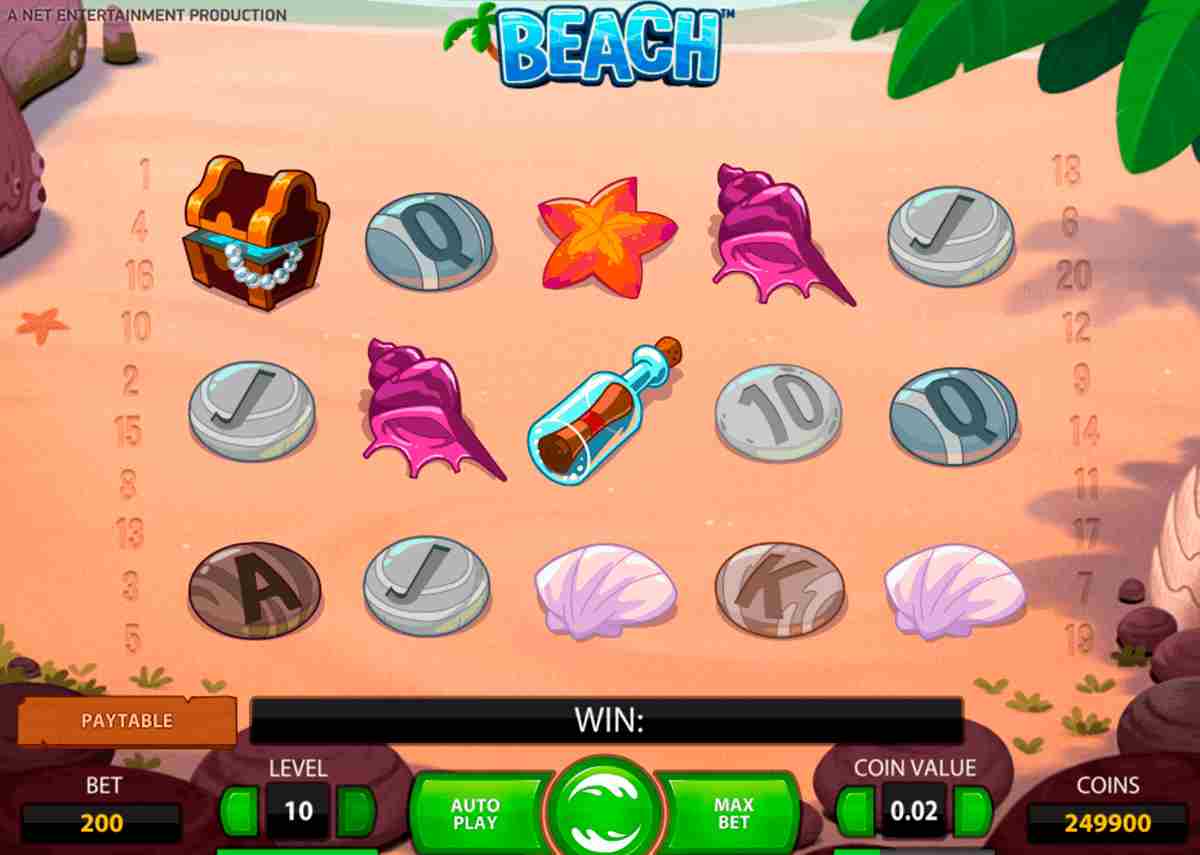 A NET ENTERTAINMENT PRODUCTION
BEACH™
1
18
4
Q
J
6
16
20
10
12
2
J
10
Q
9
15
14
8
11
13
17
3
A
J
K
7
5
19
PAYTABLE
WIN:
BET
LEVEL
COIN VALUE
COINS
200
10
AUTO
PLAY
MAX
BET
0.02
249900